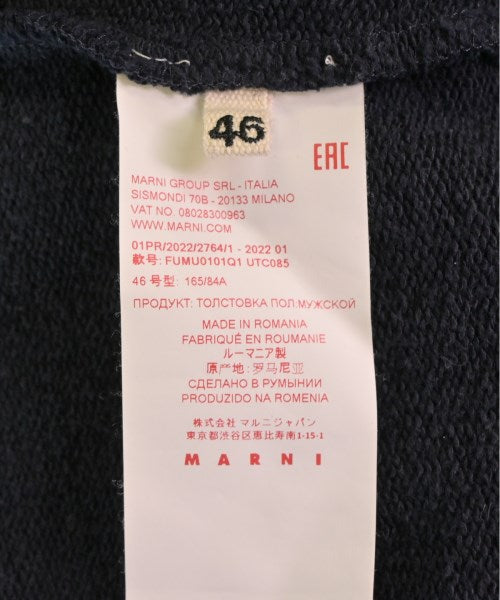 46
EAC
MARNI GROUP SRL - ITALIA
SISMONDI 70B - 20133 MILANO
VAT NO. 08028300963
WWW.MARNI.COM
01PR/2022/2764/1 - 2022 01
款号: FUMU0101Q1 UTC085
46 号型: 165/84A
ПРОДУКТ: ТОЛСТОВКА ПОЛ:МУЖСКОЙ
MADE IN ROMANIA
FABRIQUÉ EN ROUMANIE
ルーマニア製
原产地: 罗马尼亚
СДЕЛАНО В РУМЫНИИ
PRODUZIDO NA ROMENIA
株式会社 マルニジャパン
東京都渋谷区恵比寿南1-15-1
MARNI